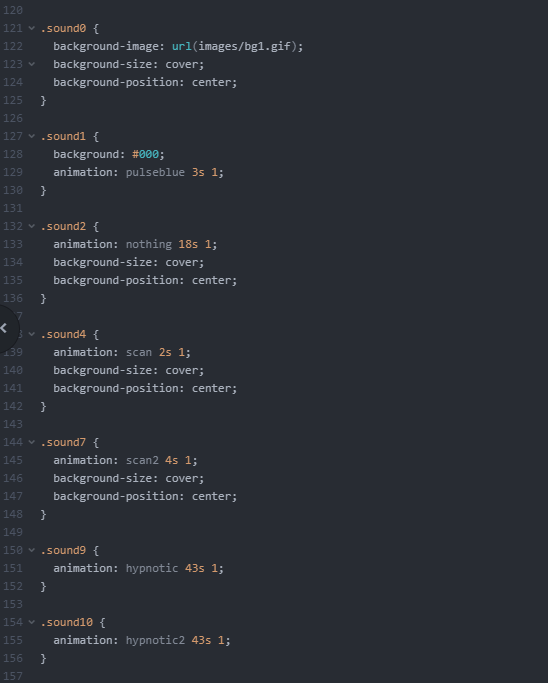 120
121 .sound0 {
122 background-image: url(images/bg1.gif);
123 background-size: cover;
124 background-position: center;
125 }
126
127 .sound1 {
128 background: #000;
129 animation: pulseblue 3s 1;
130 }
131
132 .sound2 {
133 animation: nothing 18s 1;
134 background-size: cover;
135 background-position: center;
136 }
7
8 .sound4 {
139 animation: scan 2s 1;
140 background-size: cover;
141 background-position: center;
142 }
143
144 .sound7 {
145 animation: scan2 4s 1;
146 background-size: cover;
147 background-position: center;
148 }
149
150 .sound9 {
151 animation: hypnotic 43s 1;
152 }
153
154 .sound10 {
155 animation: hypnotic2 43s 1;
156 }
157